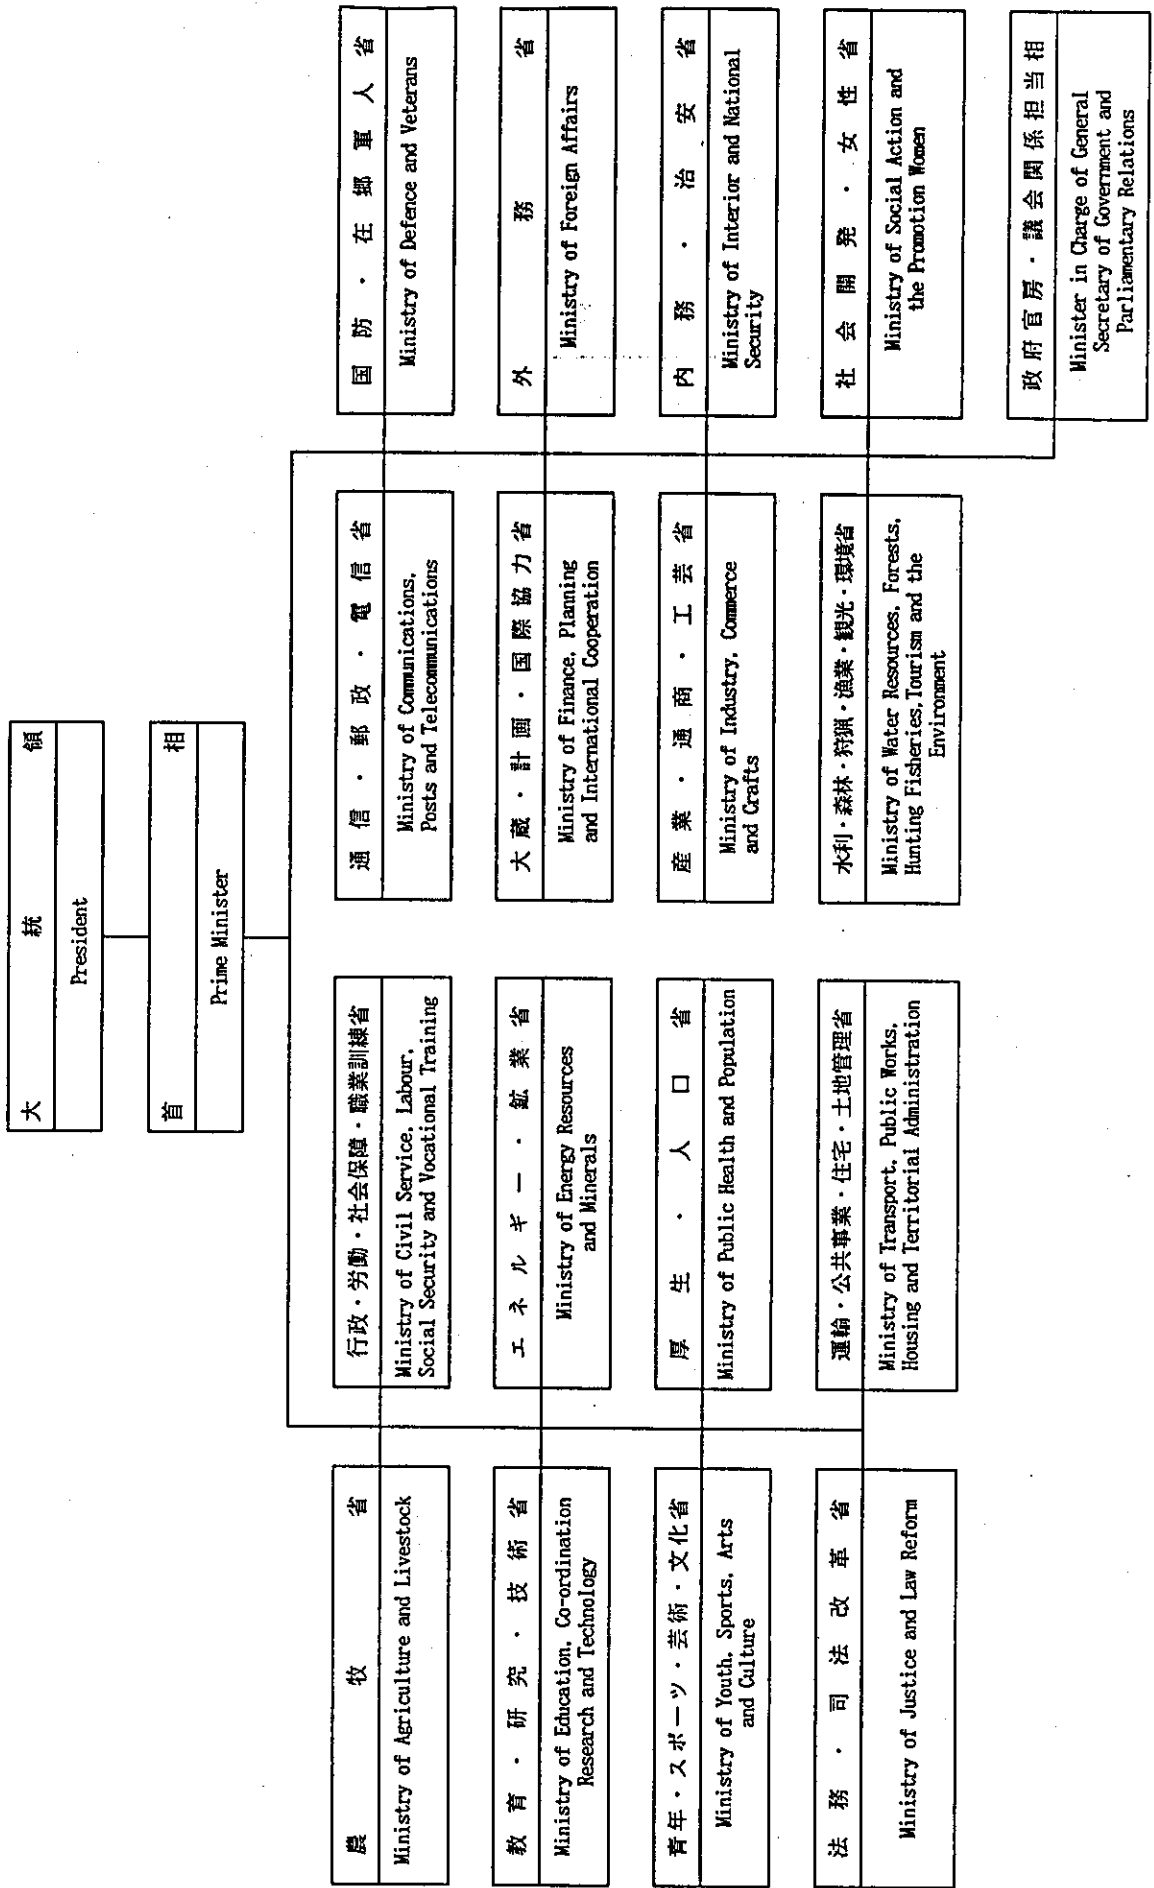 大統領
President
首相
Prime Minister
農牧省
Ministry of Agriculture and Livestock
行政・労働・社会保障・職業訓練省
Ministry of Civil Service, Labour,
Social Security and Vocational Training
通信・郵政・電信省
Ministry of Communications,
Posts and Telecommunications
国防・在郷軍人省
Ministry of Defence and Veterans
教育・研究・技術省
Ministry of Education, Co-ordination
Research and Technology
エネルギー・鉱業省
Ministry of Energy Resources
and Minerals
大蔵・計画・国際協力省
Ministry of Finance, Planning
and International Cooperation
外務省
Ministry of Foreign Affairs
青年・スポーツ・芸術・文化省
Ministry of Youth, Sports, Arts
and Culture
厚生・人口省
Ministry of Public Health and Population
産業・通商・工芸省
Ministry of Industry, Commerce
and Crafts
内務・治安省
Ministry of Interior and National
Security
法務・司法改革省
Ministry of Justice and Law Reform
運輸・公共事業・住宅・土地管理省
Ministry of Transport, Public Works,
Housing and Territorial Administration
水利・森林・狩猟・漁業・観光・環境省
Ministry of Water Resources, Forests,
Hunting Fisheries, Tourism and the
Environment
社会開発・女性省
Ministry of Social Action and
the Promotion Women
政府官房・議会関係担当相
Minister in Charge of General
Secretary of Government and
Parliamentary Relations